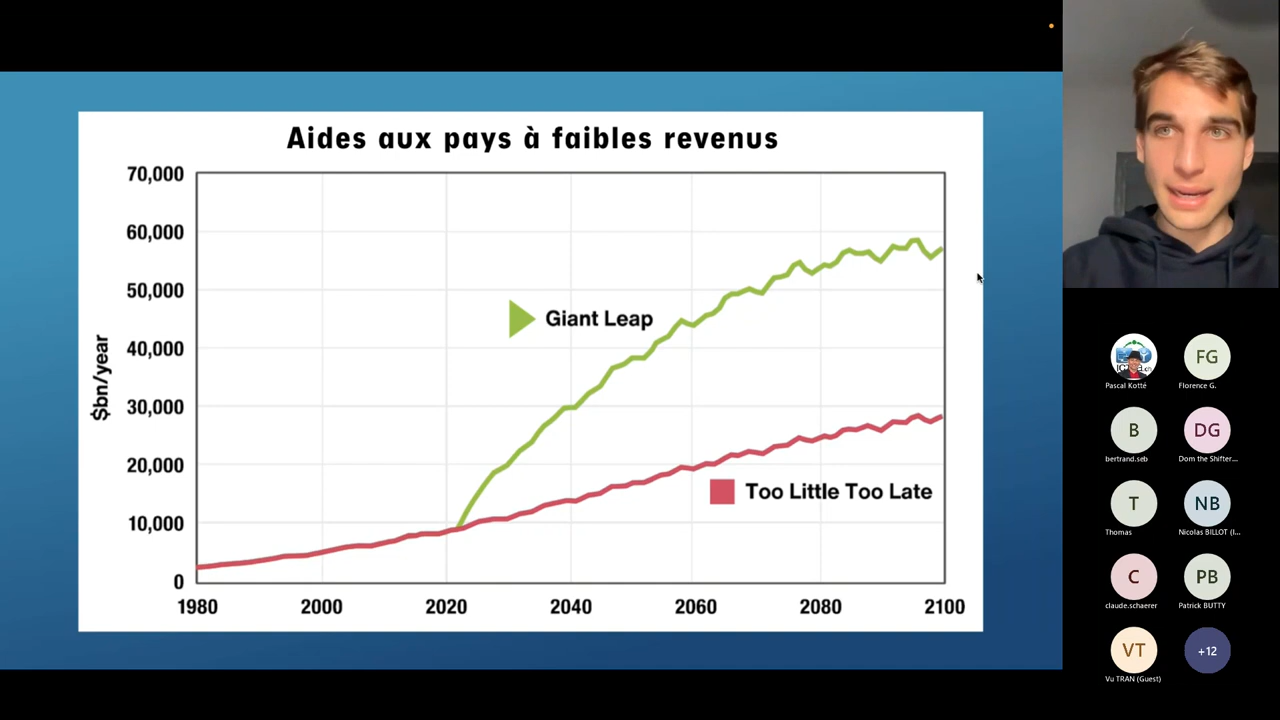 Aides aux pays à faibles revenus
70,000
60,000
50,000
40,000
30,000
20,000
10,000
0
$bn/year
Giant Leap
Too Little Too Late
1980 2000 2020 2040 2060 2080 2100
Pascal Kotté
FG
Florence G.
B
bertrand.seb
DG
Dom the Shifter...
T
Thomas
NB
Nicolas BILLOT (I...
C
claude.schaerer
PB
Patrick BUTTY
VT
Vu TRAN (Guest)
+12